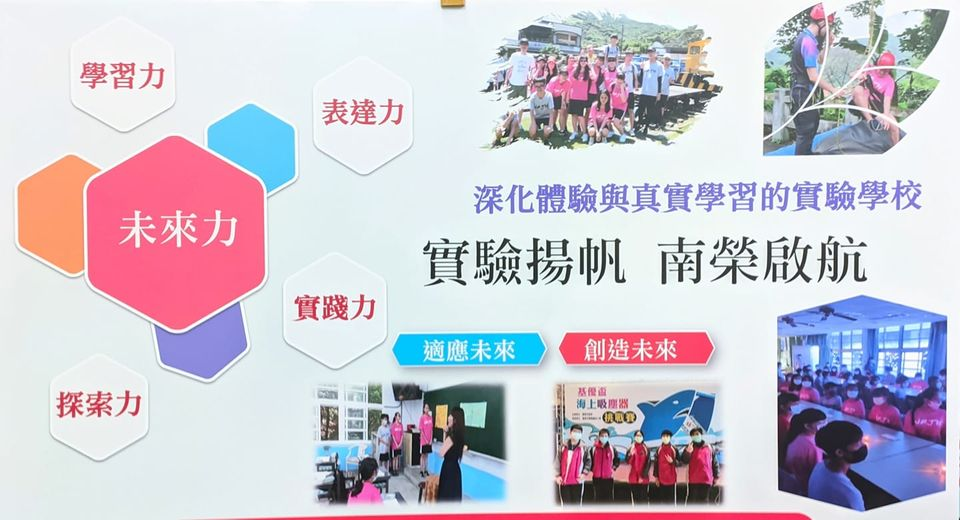 學習力
表達力
未來力
實踐力
探索力
深化體驗與真實學習的實驗學校
實驗揚帆 南榮啟航
適應未來
創造未來
基優盃
海上吸塵器
挑戰賽